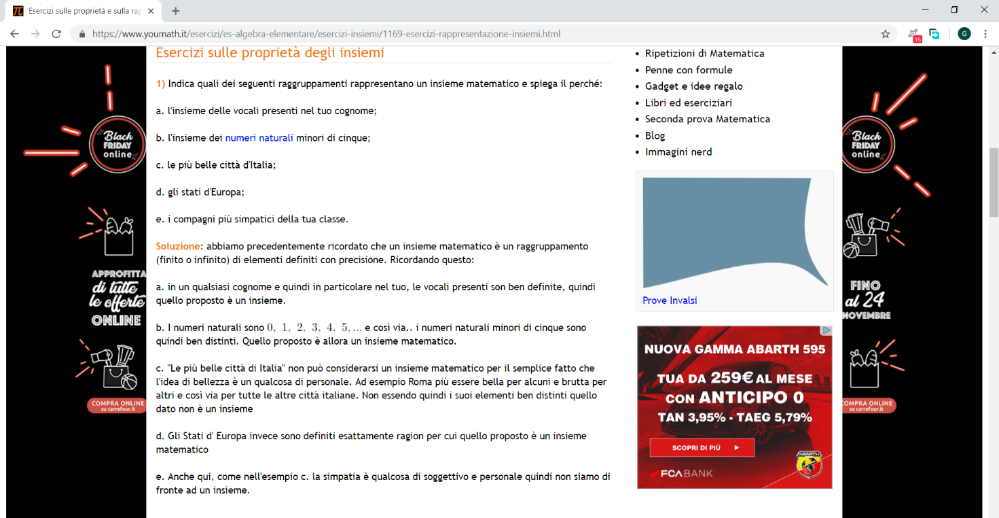 Esercizi sulle proprietà e sulla rap
https://www.youmath.it/esercizi/es-algebra-elementare/esercizi-insiemi/1169-esercizi-rappresentazione-insiemi.html
16
G
Esercizi sulle proprietà degli insiemi
1) Indica quali dei seguenti raggruppamenti rappresentano un insieme matematico e spiega il perché:
a. l'insieme delle vocali presenti nel tuo cognome;
b. l'insieme dei numeri naturali minori di cinque;
c. le più belle città d'Italia;
d. gli stati d'Europa;
e. i compagni più simpatici della tua classe.
Soluzione: abbiamo precedentemente ricordato che un insieme matematico è un raggruppamento
(finito o infinito) di elementi definiti con precisione. Ricordando questo:
a. in un qualsiasi cognome e quindi in particolare nel tuo, le vocali presenti son ben definite, quindi
quello proposto è un insieme.
b. I numeri naturali sono 0, 1, 2, 3, 4, 5, ... e così via.. i numeri naturali minori di cinque sono
quindi ben distinti. Quello proposto è allora un insieme matematico.
c. "Le più belle città di Italia" non può considerarsi un insieme matematico per il semplice fatto che
l'idea di bellezza è un qualcosa di personale. Ad esempio Roma più essere bella per alcuni e brutta per
altri e così via per tutte le altre città italiane. Non essendo quindi i suoi elementi ben distinti quello
dato non è un insieme
d. Gli Stati d' Europa invece sono definiti esattamente ragion per cui quello proposto è un insieme
matematico
e. Anche qui, come nell'esempio c. la simpatia è qualcosa di soggettivo e personale quindi non siamo di
fronte ad un insieme.
Ripetizioni di Matematica
Penne con formule
Gadget e idee regalo
Libri ed eserciziari
Seconda prova Matematica
Blog
Immagini nerd
Prove Invalsi
NUOVA GAMMA ABARTH 595
TUA DA 259€ AL MESE
CON ANTICIPO 0
TAN 3,95% - TAEG 5,79%
SCOPRI DI PIÙ
FCA BANK
ABARTH
Black
FRIDAY
online
APPROFITTA
di tutte
le offerte
ONLINE
COMPRA ONLINE
su carrefour.it
Black
FRIDAY
online
FINO
al 24
NOVEMBRE
COMPRA ONLINE
su carrefour.it